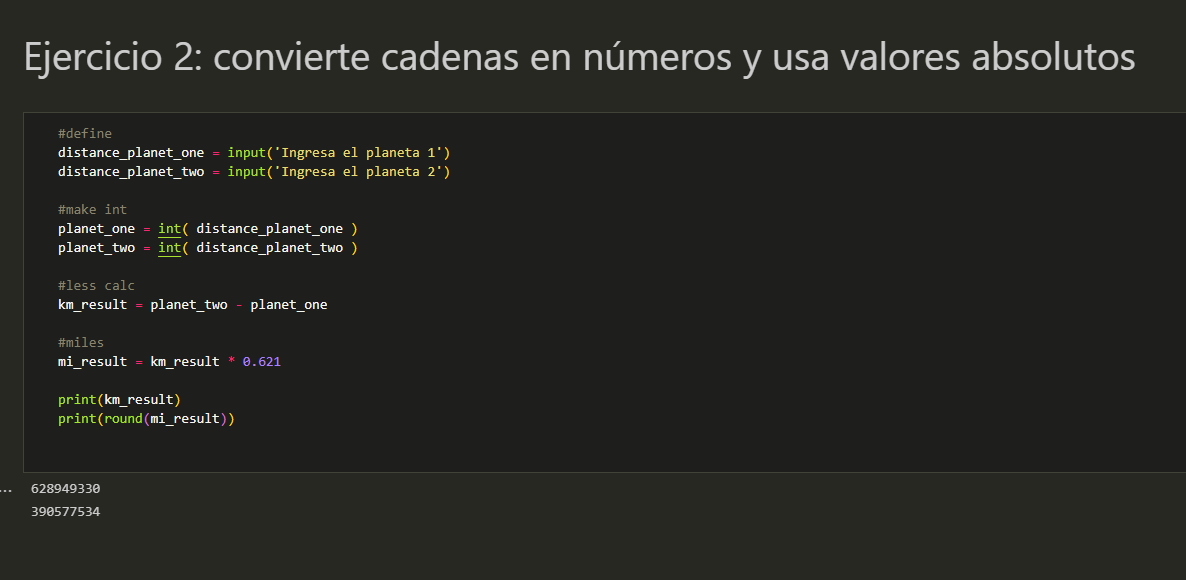 Ejercicio 2: convierte cadenas en números y usa valores absolutos
#define
distance_planet_one = input('Ingresa el planeta 1')
distance_planet_two = input('Ingresa el planeta 2')
#make int
planet_one = int( distance_planet_one )
planet_two = int( distance_planet_two )
#less calc
km_result = planet_two - planet_one
#miles
mi_result = km_result * 0.621
print(km_result)
print(round(mi_result))
... 628949330
390577534